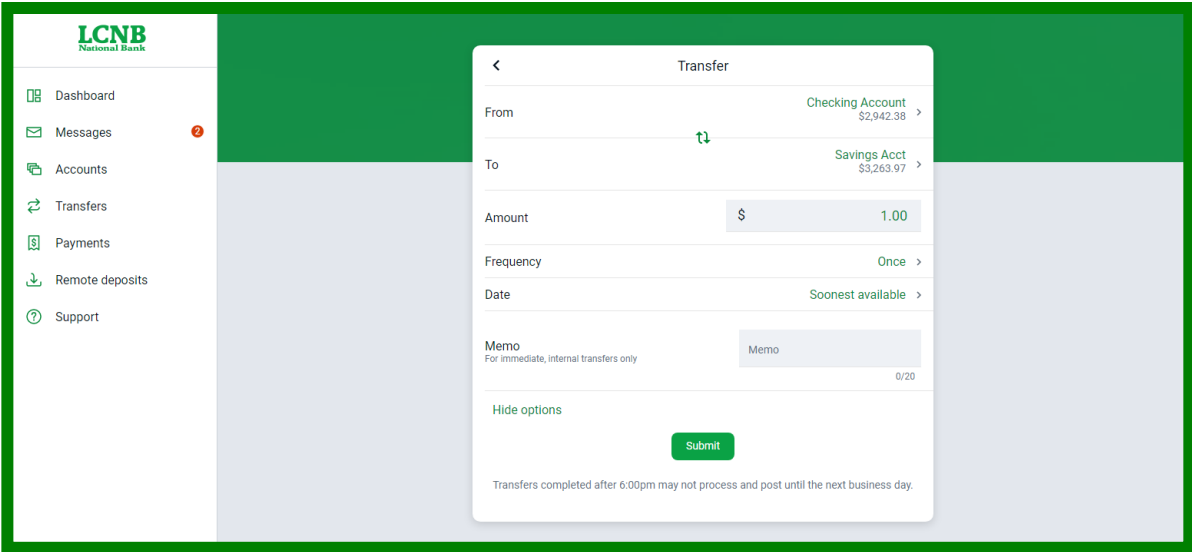 LCNB
National Bank
Dashboard
Messages 2
Accounts
Transfers
Payments
Remote deposits
Support
Transfer
From
Checking Account
$2,942.38
To
Savings Acct
$3,263.97
Amount $ 1.00
Frequency Once
Date Soonest available
Memo
For immediate, internal transfers only
Memo
0/20
Hide options
Submit
Transfers completed after 6:00pm may not process and post until the next business day.